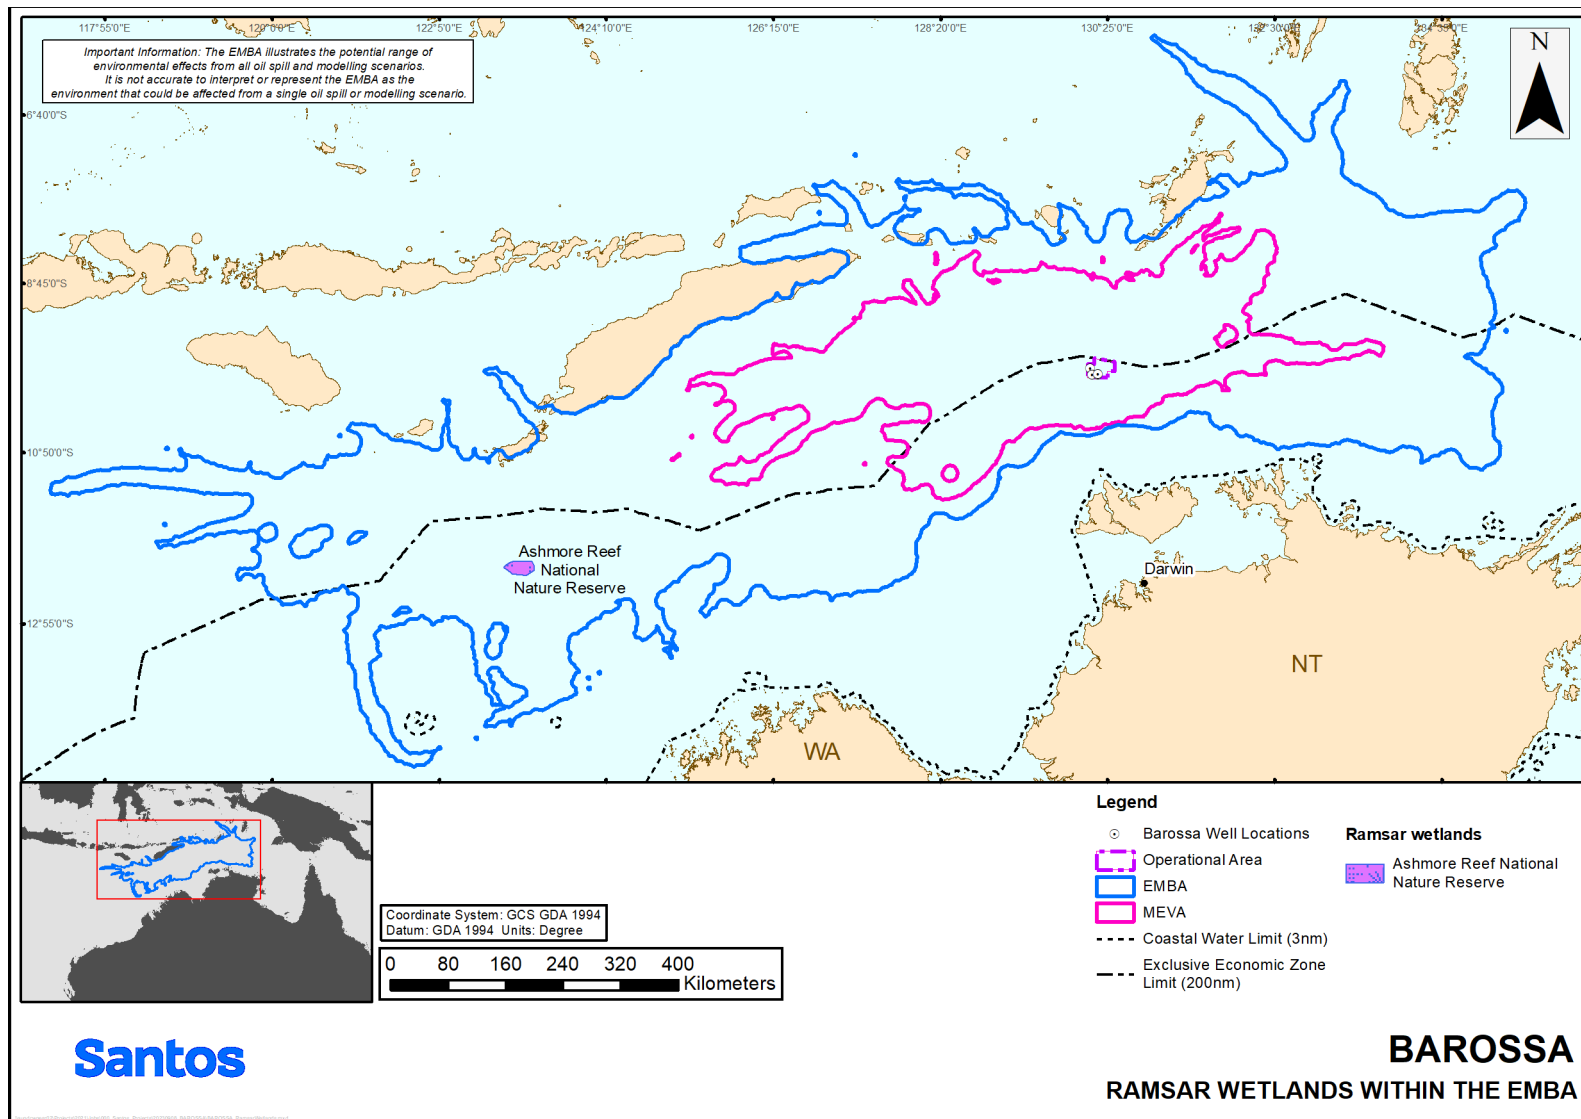 117°55'0"E 120°0'0"E 122°5'0"E 124°10'0"E 126°15'0"E 128°20'0"E 130°25'0"E 132°30'0"E
Important Information: The EMBA illustrates the potential range of
environmental effects from all oil spill and modelling scenarios.
It is not accurate to interpret or represent the EMBA as the
environment that could be affected from a single oil spill or modelling scenario.
N
6°40'0"S
8°45'0"S
10°50'0"S
12°55'0"S
Ashmore Reef
National
Nature Reserve
Darwin
NT
WA
Legend
Barossa Well Locations
Operational Area
EMBA
MEVA
Coastal Water Limit (3nm)
Exclusive Economic Zone
Limit (200nm)
Ramsar wetlands
Ashmore Reef National
Nature Reserve
Coordinate System: GCS GDA 1994
Datum: GDA 1994 Units: Degree
0 80 160 240 320 400
Kilometers
Santos
BAROSSA
RAMSAR WETLANDS WITHIN THE EMBA